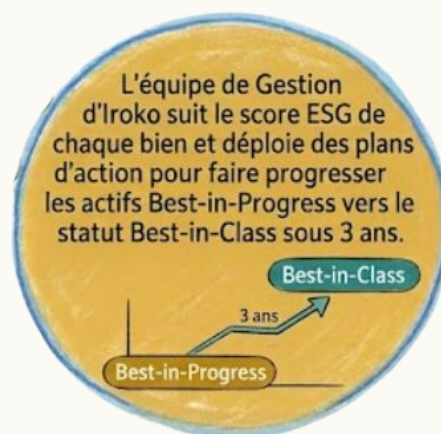 L'équipe de Gestion
d'Iroko suit le score ESG de
chaque bien et déploie des plans
d'action pour faire progresser
les actifs Best-in-Progress vers le
statut Best-in-Class sous 3 ans.
Best-in-Class
3 ans
Best-in-Progress